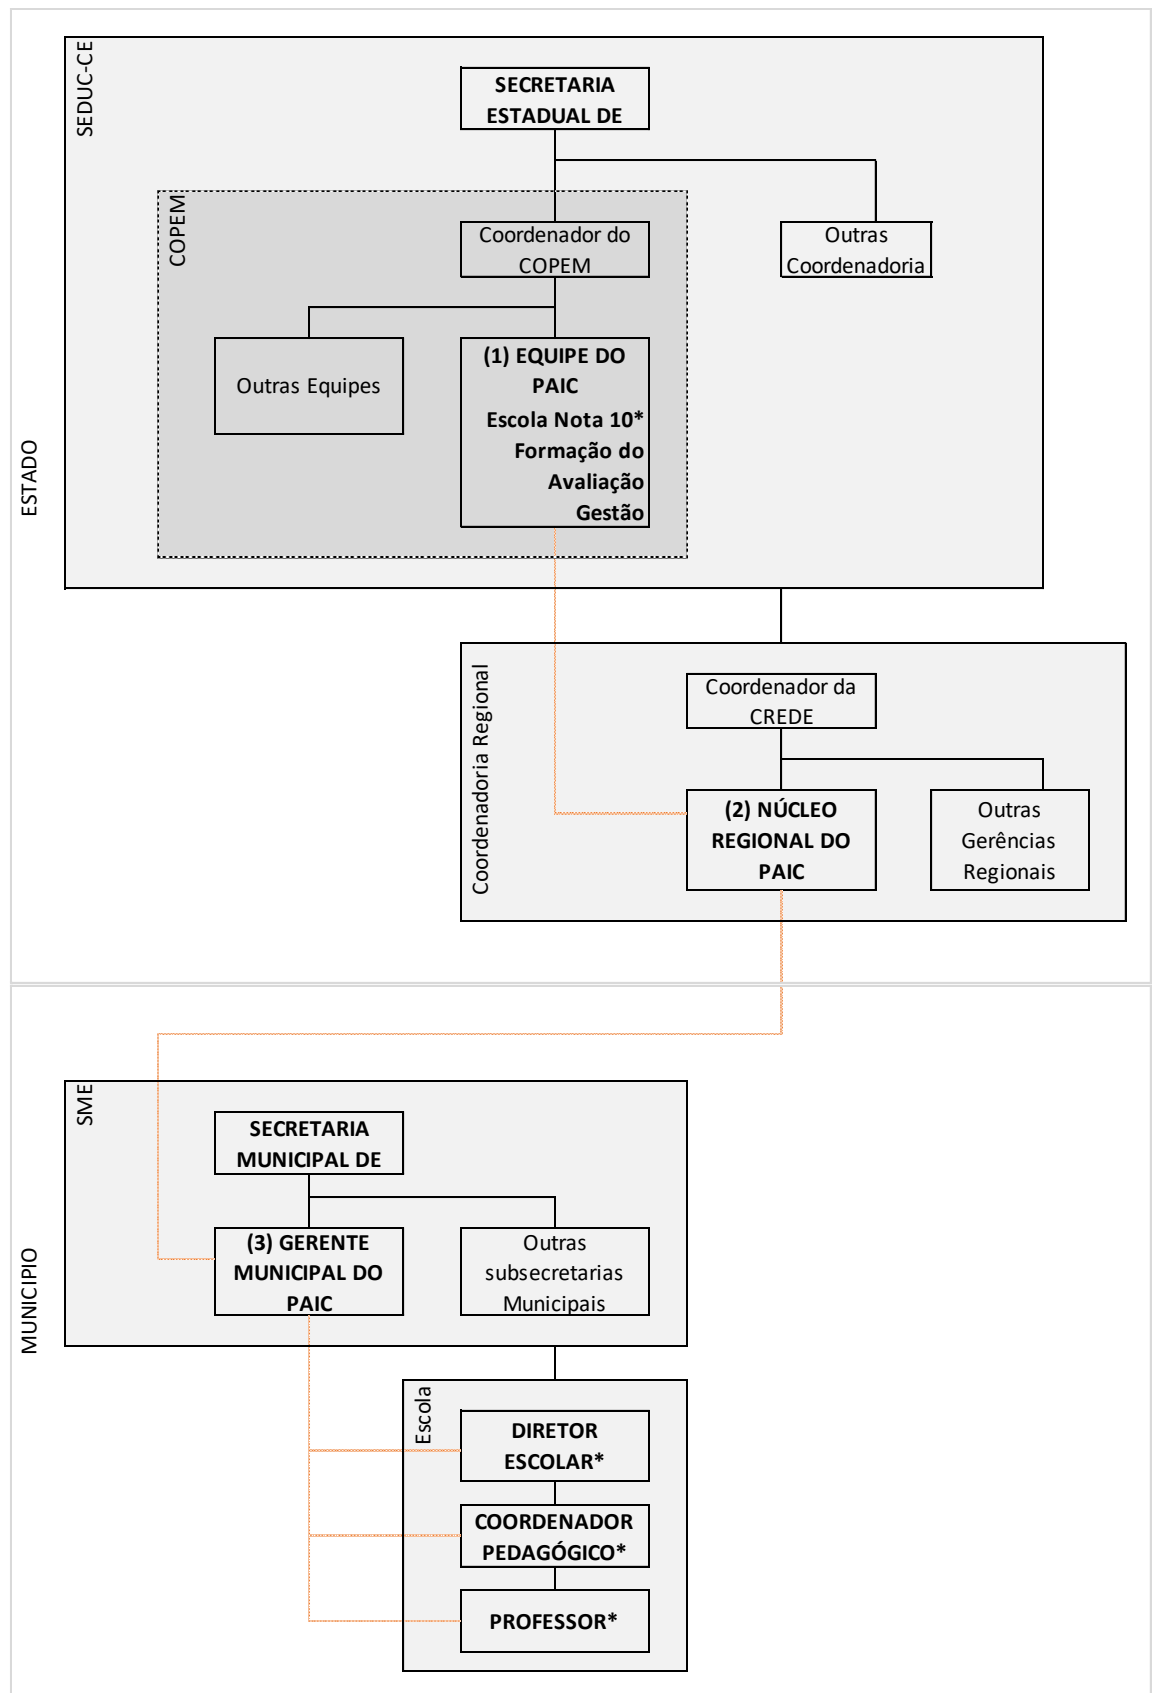 ESTADO
SEDUC-CE
SECRETARIA
ESTADUAL DE
COPEM
Coordenador do
COPEM
Outras
Coordenadoria
Outras Equipes
(1) EQUIPE DO
PAIC
Escola Nota 10*
Formação do
Avaliação
Gestão
Coordenadoria Regional
Coordenador da
CREDE
(2) NÚCLEO
REGIONAL DO
PAIC
Outras
Gerências
Regionais
MUNICIPIO
SME
SECRETARIA
MUNICIPAL DE
(3) GERENTE
MUNICIPAL DO
PAIC
Outras
subsecretarias
Municipais
Escola
DIRETOR
ESCOLAR*
COORDENADOR
PEDAGÓGICO*
PROFESSOR*